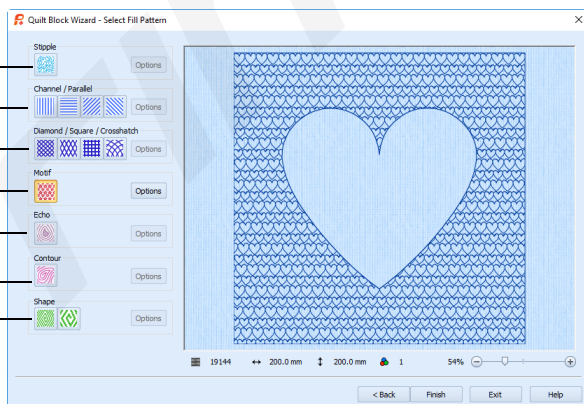 Quilt Block Wizard - Select Fill Pattern
Stipple
Options
Channel / Parallel
Options
Diamond / Square / Crosshatch
Options
Motif
Options
Echo
Options
Contour
Options
Shape
Options
19144 200.0 mm 200.0 mm 1 54%
< Back Finish Exit Help